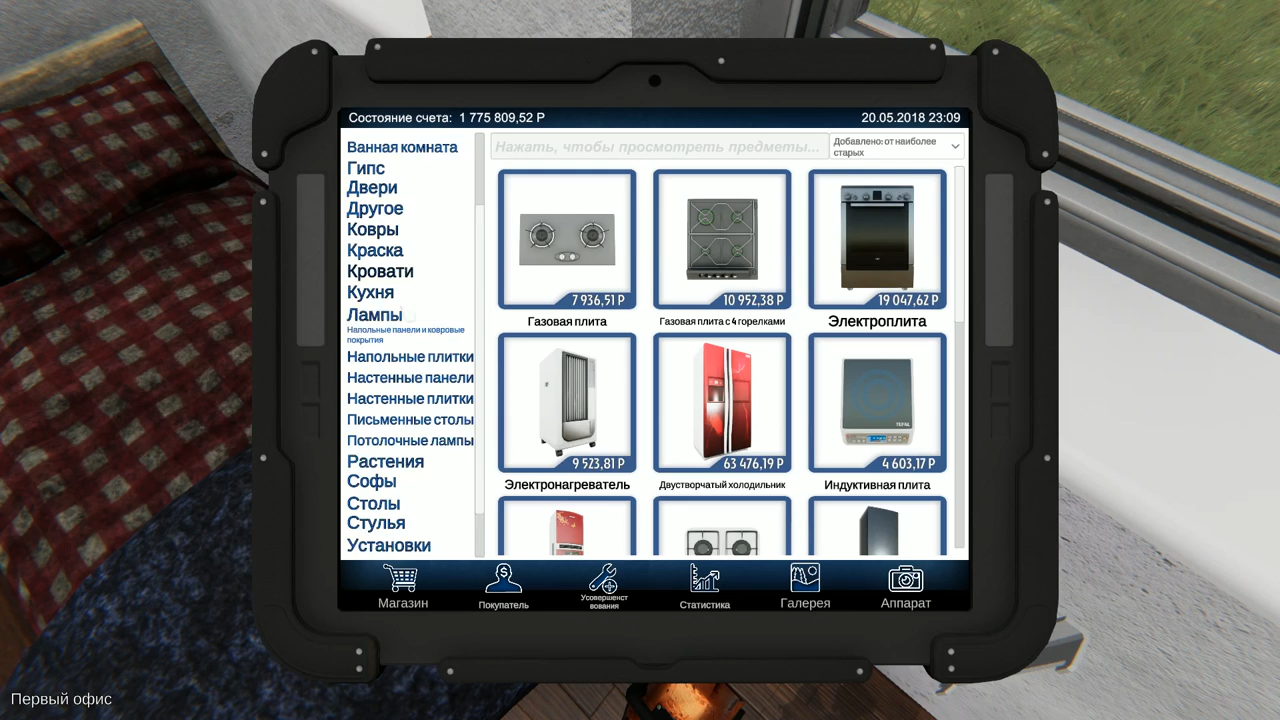 Состояние счета: 1 775 809,52 Р
20.05.2018 23:09
Ванная комната
Гипс
Двери
Другое
Ковры
Краска
Кровати
Кухня
Лампы
Напольные панели и ковровые
покрытия
Напольные плитки
Настенные панели
Настенные плитки
Письменные столы
Потолочные лампы
Растения
Софы
Столы
Стулья
Установки
Нажать, чтобы просмотреть предметы...
Добавлено: от наиболее
старых
7 936,51 Р
Газовая плита
10 952,38 Р
Газовая плита с 4 горелками
19 047,62 Р
Электроплита
9 523,81 Р
Электронагреватель
63 476,19 Р
Двустворчатый холодильник
TEFAL
4 603,17 Р
Индуктивная плита
Магазин
Покупатель
Усовершенст
вования
Статистика
Галерея
Аппарат
Первый офис